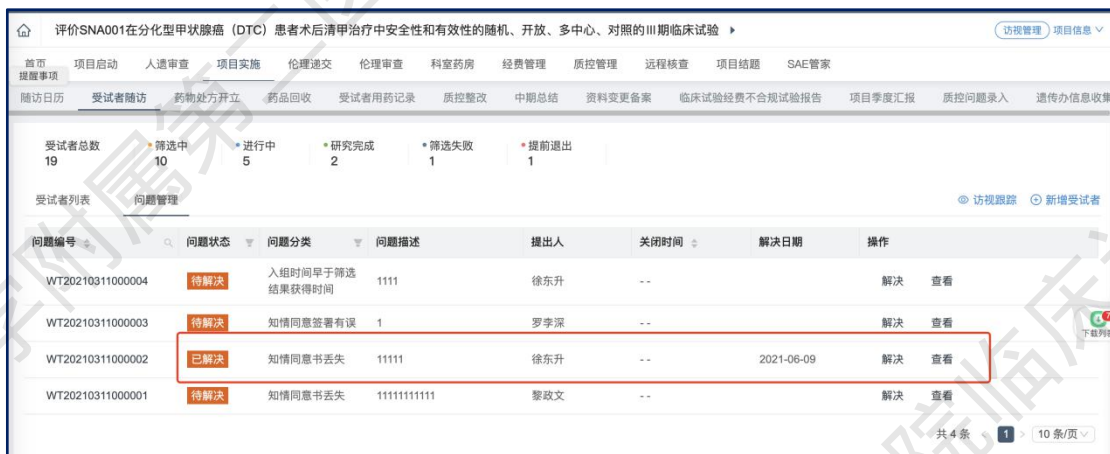 评价SNA001在分化型甲状腺癌（DTC）患者术后清甲治疗中安全性和有效性的随机、开放、多中心、对照的III期临床试验 访视管理 项目信息
首页 项目启动 人遗审查 项目实施 伦理递交 伦理审查 科室药房 经费管理 质控管理 远程核查 项目结题 SAE管家
提醒事项
随访日历 受试者随访 药物处方开立 药品回收 受试者用药记录 质控整改 中期总结 资料变更备案 临床试验经费不合规试验报告 项目季度汇报 质控问题录入 遗传办信息收集
受试者总数 筛选中 进行中 研究完成 筛选失败 提前退出
19 10 5 2 1 1
受试者列表 问题管理 访视跟踪 新增受试者
问题编号 问题状态 问题分类 问题描述 提出人 关闭时间 解决日期 操作
WT20210311000004 待解决 入组时间早于筛选结果获得时间 1111 徐东升 -- 解决 查看
WT20210311000003 待解决 知情同意签署有误 1 罗李深 -- 解决 查看
下载列表
WT20210311000002 已解决 知情同意书丢失 11111 徐东升 -- 2021-06-09 解决 查看
WT20210311000001 待解决 知情同意书丢失 11111111111 黎政文 -- 解决 查看
共 4 条 < 1 > 10 条/页